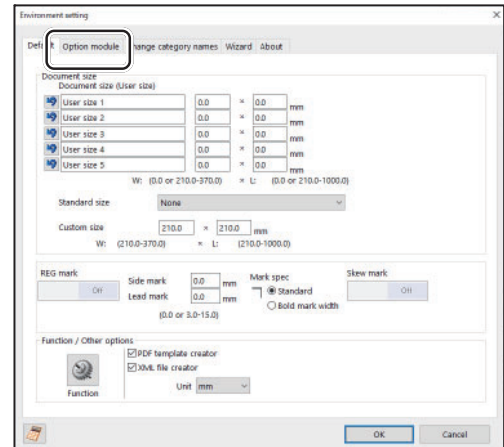 Environment setting
Default Option module Change category names Wizard About
Document size
Document size (User size)
User size 1 0.0 × 0.0 mm
User size 2 0.0 × 0.0 mm
User size 3 0.0 × 0.0 mm
User size 4 0.0 × 0.0 mm
User size 5 0.0 × 0.0 mm
W: (0.0 or 210.0-370.0) × L: (0.0 or 210.0-1000.0)
Standard size None
Custom size 210.0 × 210.0 mm
W: (210.0-370.0) × L: (210.0-1000.0)
REG mark Side mark 0.0 mm Mark spec Skew mark
Off Lead mark 0.0 mm Standard Off
(0.0 or 3.0-15.0) Bold mark width
Function / Other options
PDF template creator
XML file creator
Function Unit mm
OK Cancel